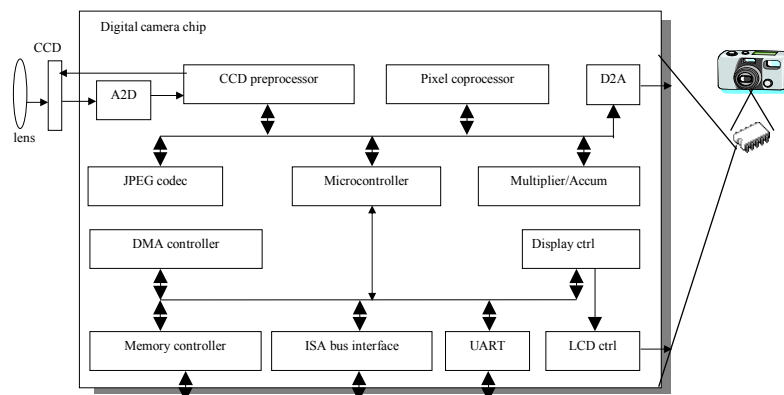 Digital camera chip
CCD
CCD preprocessor
Pixel coprocessor
D2A
A2D
lens
JPEG codec
Microcontroller
Multiplier/Accum
DMA controller
Display ctrl
Memory controller
ISA bus interface
UART
LCD ctrl